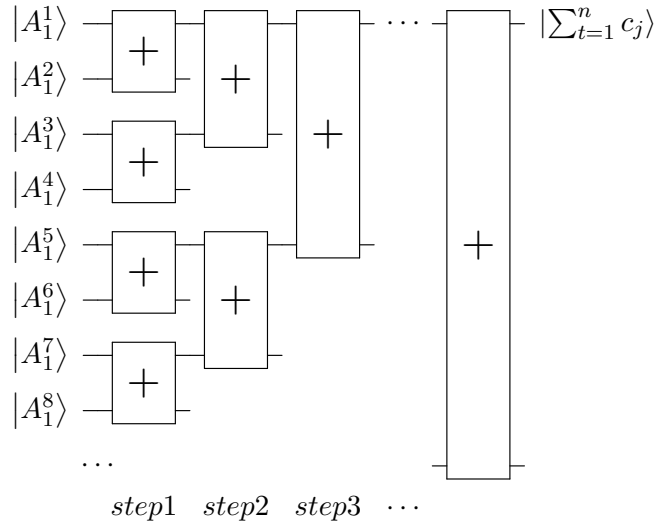 |A_1^1⟩ + + + ⋯ + |∑_{t=1}^n c_j⟩
|A_1^2⟩
|A_1^3⟩ +
|A_1^4⟩
|A_1^5⟩ + +
|A_1^6⟩
|A_1^7⟩ +
|A_1^8⟩
⋯
step1 step2 step3 ⋯